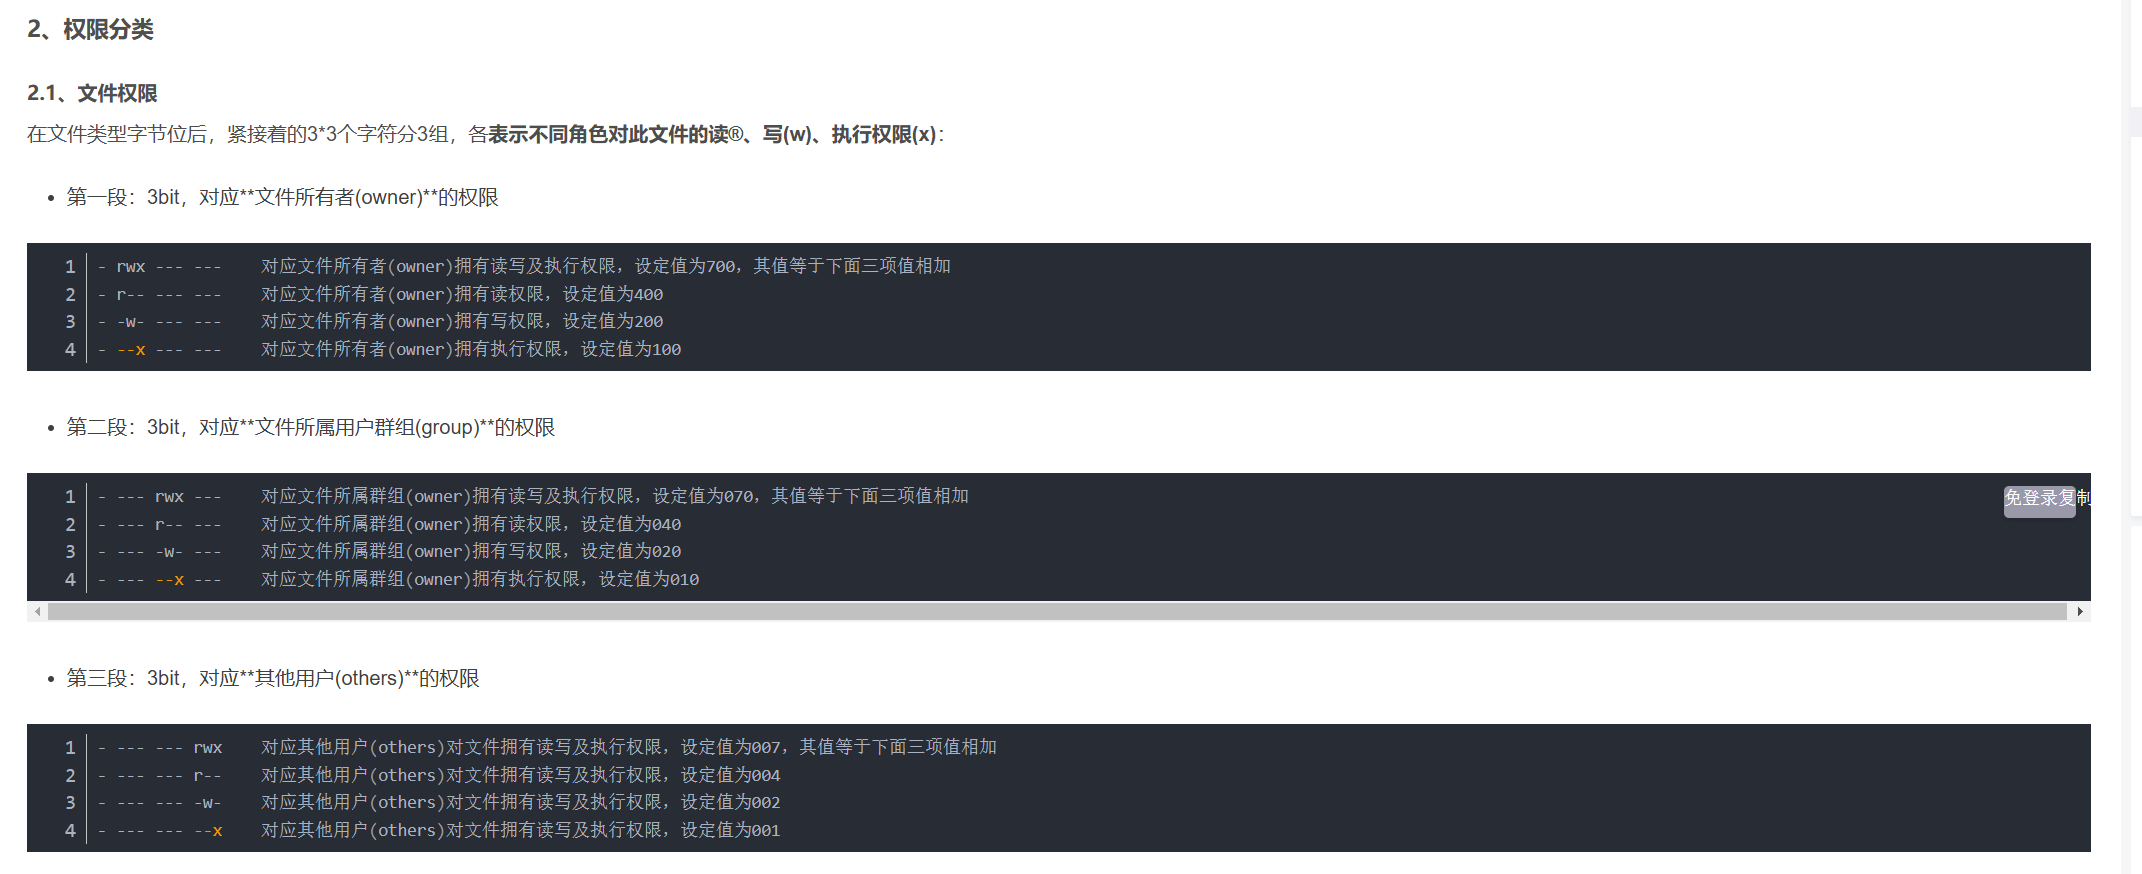 2、权限分类
2.1、文件权限
在文件类型字节位后，紧接着的3*3个字符分3组，各表示不同角色对此文件的读®、写(w)、执行权限(x)：
• 第一段：3bit，对应**文件所有者(owner)**的权限
1 - rwx --- ---    对应文件所有者(owner)拥有读写及执行权限，设定值为700，其值等于下面三项值相加
2 - r-- --- ---    对应文件所有者(owner)拥有读权限，设定值为400
3 - -w- --- ---    对应文件所有者(owner)拥有写权限，设定值为200
4 - --x --- ---    对应文件所有者(owner)拥有执行权限，设定值为100
• 第二段：3bit，对应**文件所属用户群组(group)**的权限
1 - --- rwx ---    对应文件所属群组(owner)拥有读写及执行权限，设定值为070，其值等于下面三项值相加
免登录复制
2 - --- r-- ---    对应文件所属群组(owner)拥有读权限，设定值为040
3 - --- -w- ---    对应文件所属群组(owner)拥有写权限，设定值为020
4 - --- --x ---    对应文件所属群组(owner)拥有执行权限，设定值为010
• 第三段：3bit，对应**其他用户(others)**的权限
1 - --- --- rwx    对应其他用户(others)对文件拥有读写及执行权限，设定值为007，其值等于下面三项值相加
2 - --- --- r--    对应其他用户(others)对文件拥有读写及执行权限，设定值为004
3 - --- --- -w-    对应其他用户(others)对文件拥有读写及执行权限，设定值为002
4 - --- --- --x    对应其他用户(others)对文件拥有读写及执行权限，设定值为001